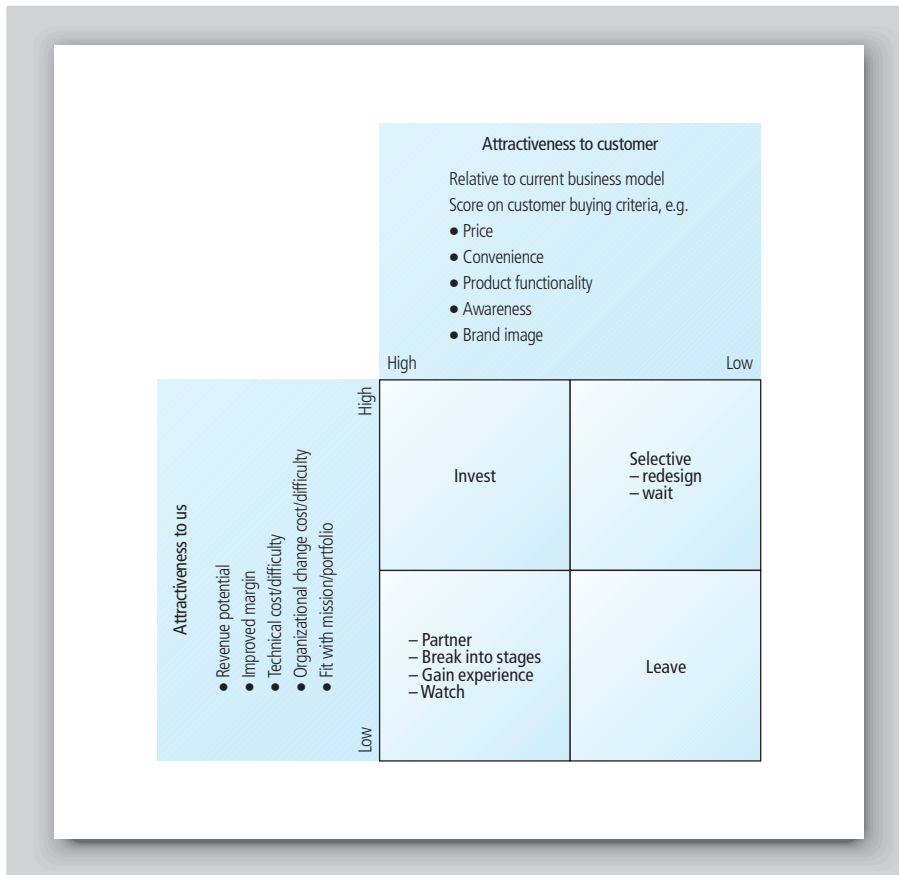 Attractiveness to customer
Relative to current business model
Score on customer buying criteria, e.g.
● Price
● Convenience
● Product functionality
● Awareness
● Brand image
High
Low
Attractiveness to us
● Revenue potential
● Improved margin
● Technical cost/difficulty
● Organizational change cost/difficulty
● Fit with mission/portfolio
High
Low
Invest
Selective
– redesign
– wait
– Partner
– Break into stages
– Gain experience
– Watch
Leave